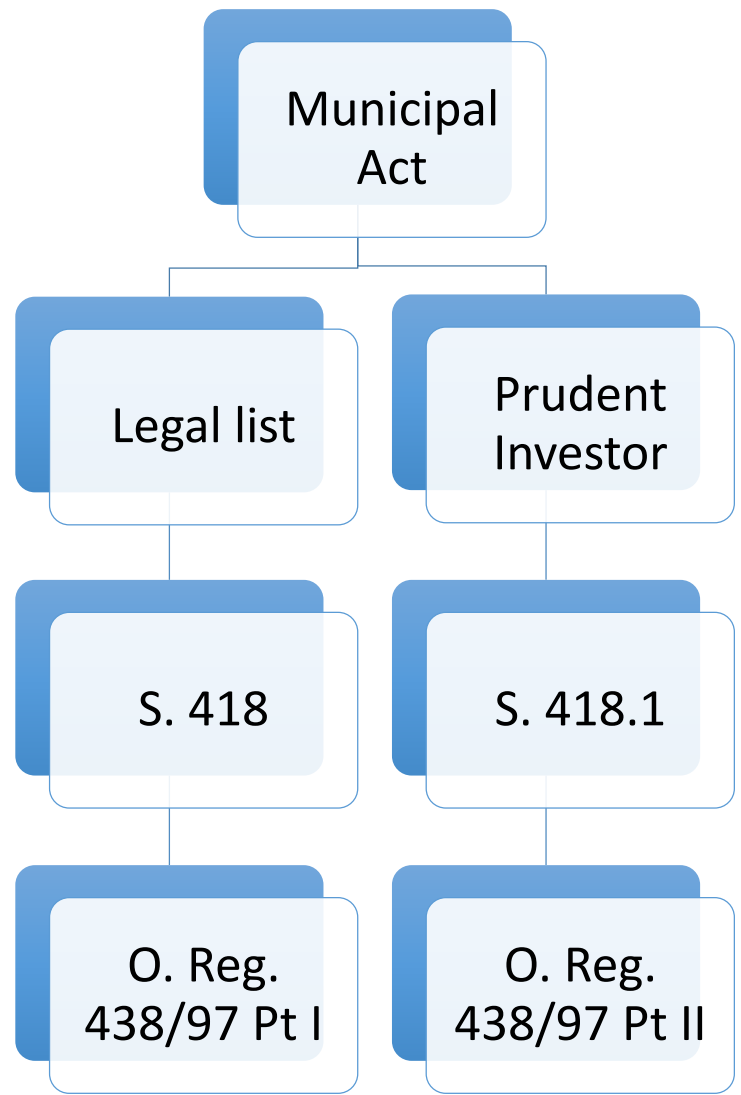 Municipal
Act
Legal list
Prudent
Investor
S. 418
S. 418.1
O. Reg.
438/97 Pt I
O. Reg.
438/97 Pt II